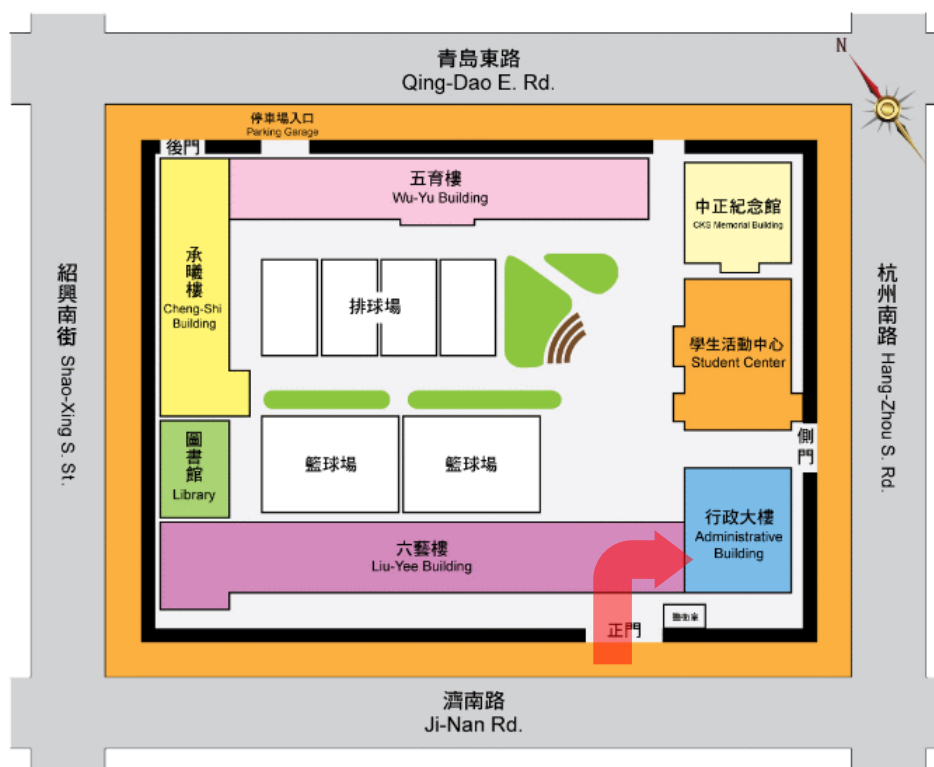 青島東路
Qing-Dao E. Rd.
N
停車場入口
Parking Garage
後門
五育樓
Wu-Yu Building
中正紀念館
CKS Memorial Building
承曦樓
Cheng-Shi
Building
排球場
紹興南街 Shao-Xing S. St.
杭州南路 Hang-Zhou S. Rd.
學生活動中心
Student Center
側門
圖書館
Library
籃球場
籃球場
行政大樓
Administrative
Building
六藝樓
Liu-Yee Building
警衛室
正門
濟南路
Ji-Nan Rd.